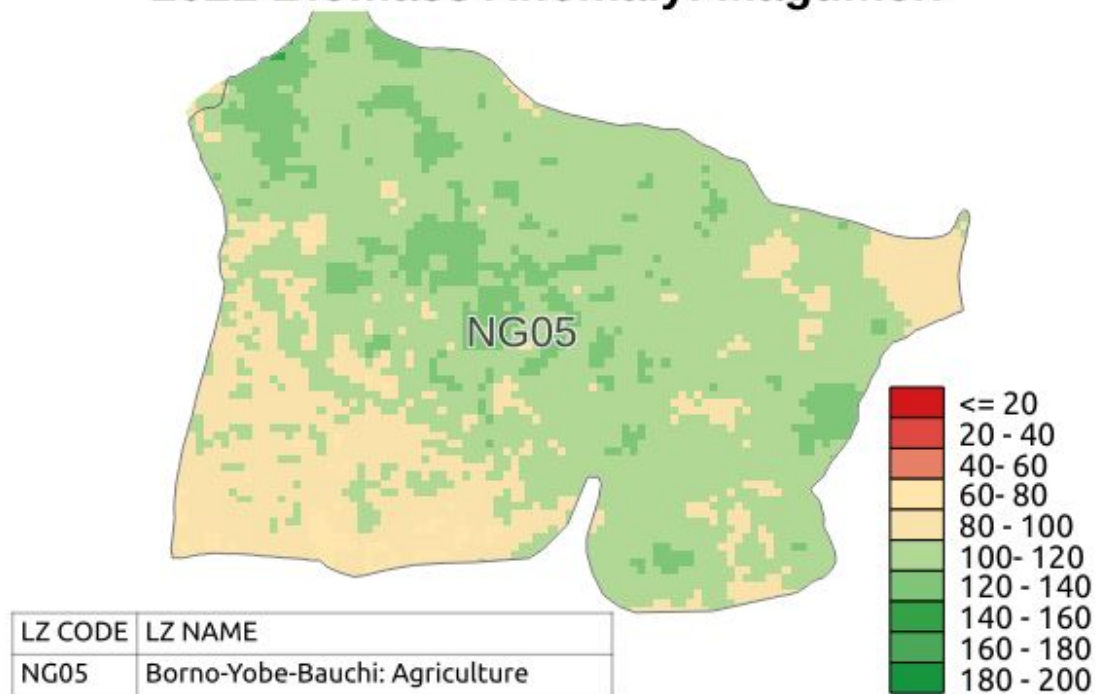 NG05
<= 20
20 - 40
40- 60
60- 80
80 - 100
100- 120
120 - 140
140 - 160
160 - 180
180 - 200
LZ CODE LZ NAME
NG05 Borno-Yobe-Bauchi: Agriculture